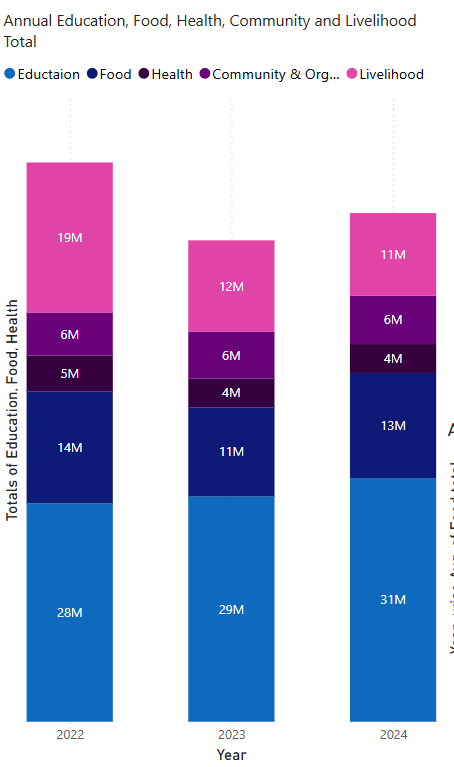 Annual Education, Food, Health, Community and Livelihood
Total
Eductaion Food Health Community & Org... Livelihood
Totals of Education, Food, Health
19M
6M
5M
14M
28M
12M
6M
4M
11M
29M
11M
6M
4M
13M
31M
2022 2023 2024
Year